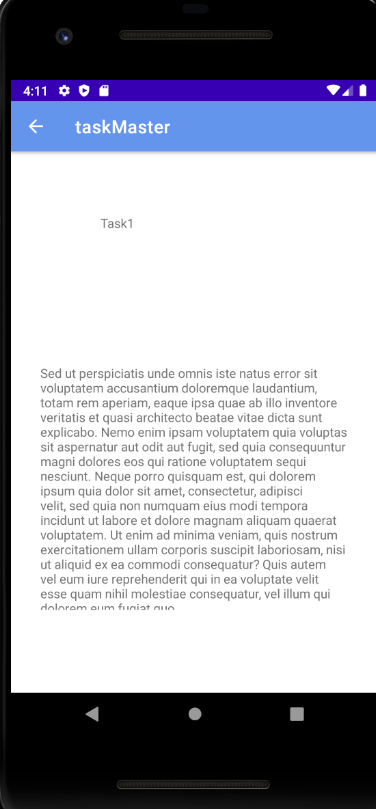 4:11
taskMaster
Task1
Sed ut perspiciatis unde omnis iste natus error sit
voluptatem accusantium doloremque laudantium,
totam rem aperiam, eaque ipsa quae ab illo inventore
veritatis et quasi architecto beatae vitae dicta sunt
explicabo. Nemo enim ipsam voluptatem quia voluptas
sit aspernatur aut odit aut fugit, sed quia consequuntur
magni dolores eos qui ratione voluptatem sequi
nesciunt. Neque porro quisquam est, qui dolorem
ipsum quia dolor sit amet, consectetur, adipisci
velit, sed quia non numquam eius modi tempora
incidunt ut labore et dolore magnam aliquam quaerat
voluptatem. Ut enim ad minima veniam, quis nostrum
exercitationem ullam corporis suscipit laboriosam, nisi
ut aliquid ex ea commodi consequatur? Quis autem
vel eum iure reprehenderit qui in ea voluptate velit
esse quam nihil molestiae consequatur, vel illum qui
dolorem eum fugiat quo